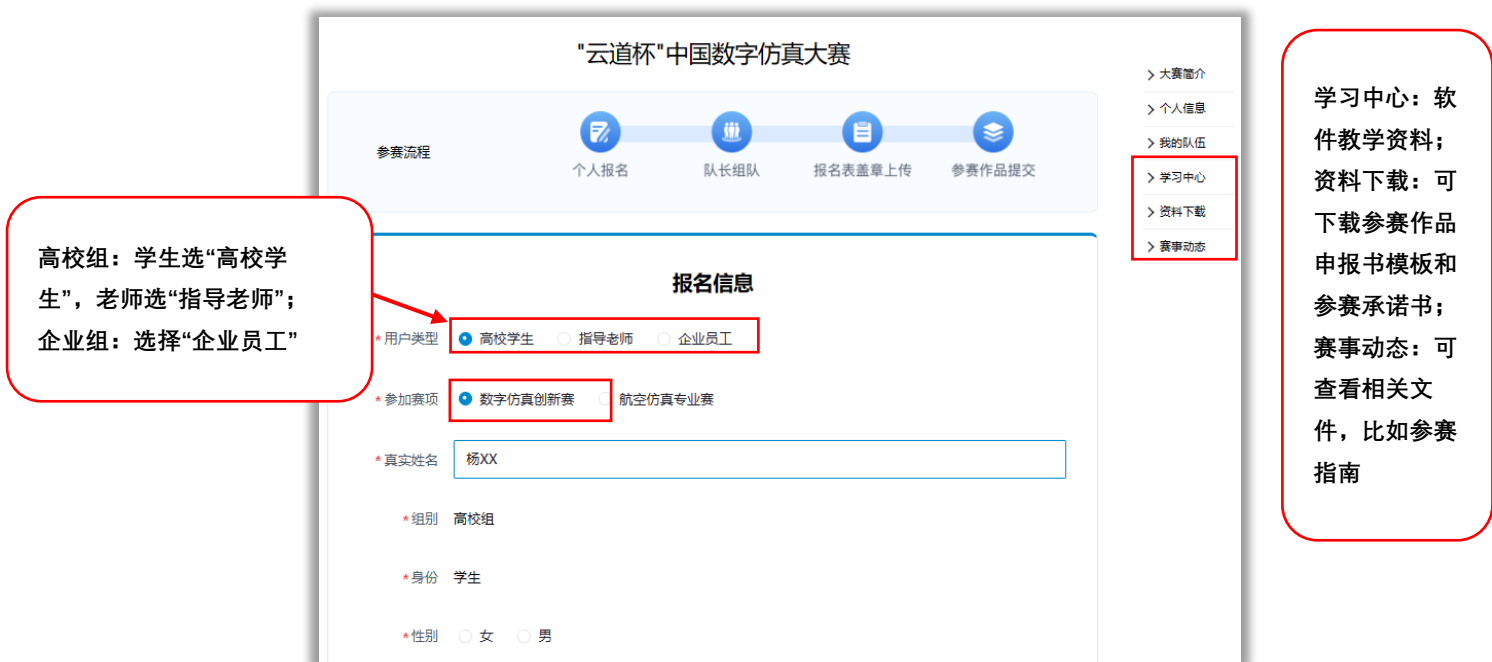 "云道杯"中国数字仿真大赛
参赛流程
个人报名
队长组队
报名表盖章上传
参赛作品提交
大赛简介
个人信息
我的队伍
学习中心
资料下载
赛事动态
高校组：学生选“高校学
生”，老师选“指导老师”；
企业组：选择“企业员工”
报名信息
*用户类型 高校学生 指导老师 企业员工
*参加赛项 数字仿真创新赛 航空仿真专业赛
*真实姓名 杨XX
*组别 高校组
*身份 学生
*性别 女 男
学习中心：软
件教学资料；
资料下载：可
下载参赛作品
申报书模板和
参赛承诺书；
赛事动态：可
查看相关文
件，比如参赛
指南